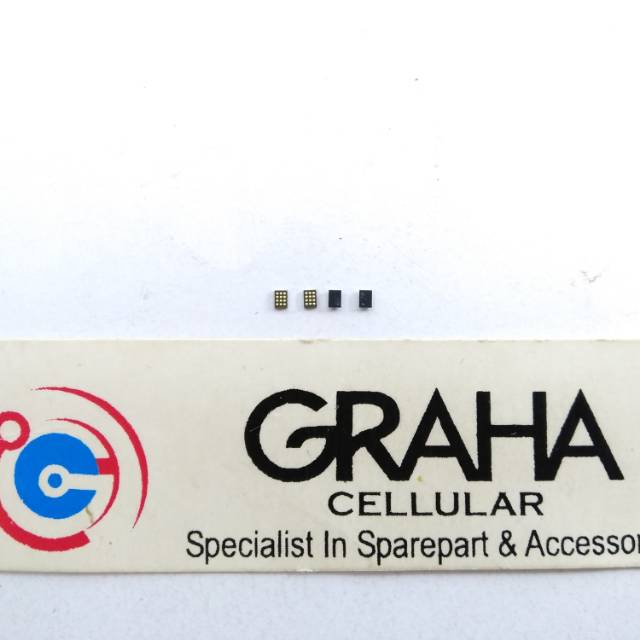 GRAHA
CELLULAR
Specialist In Sparepart & Accessor